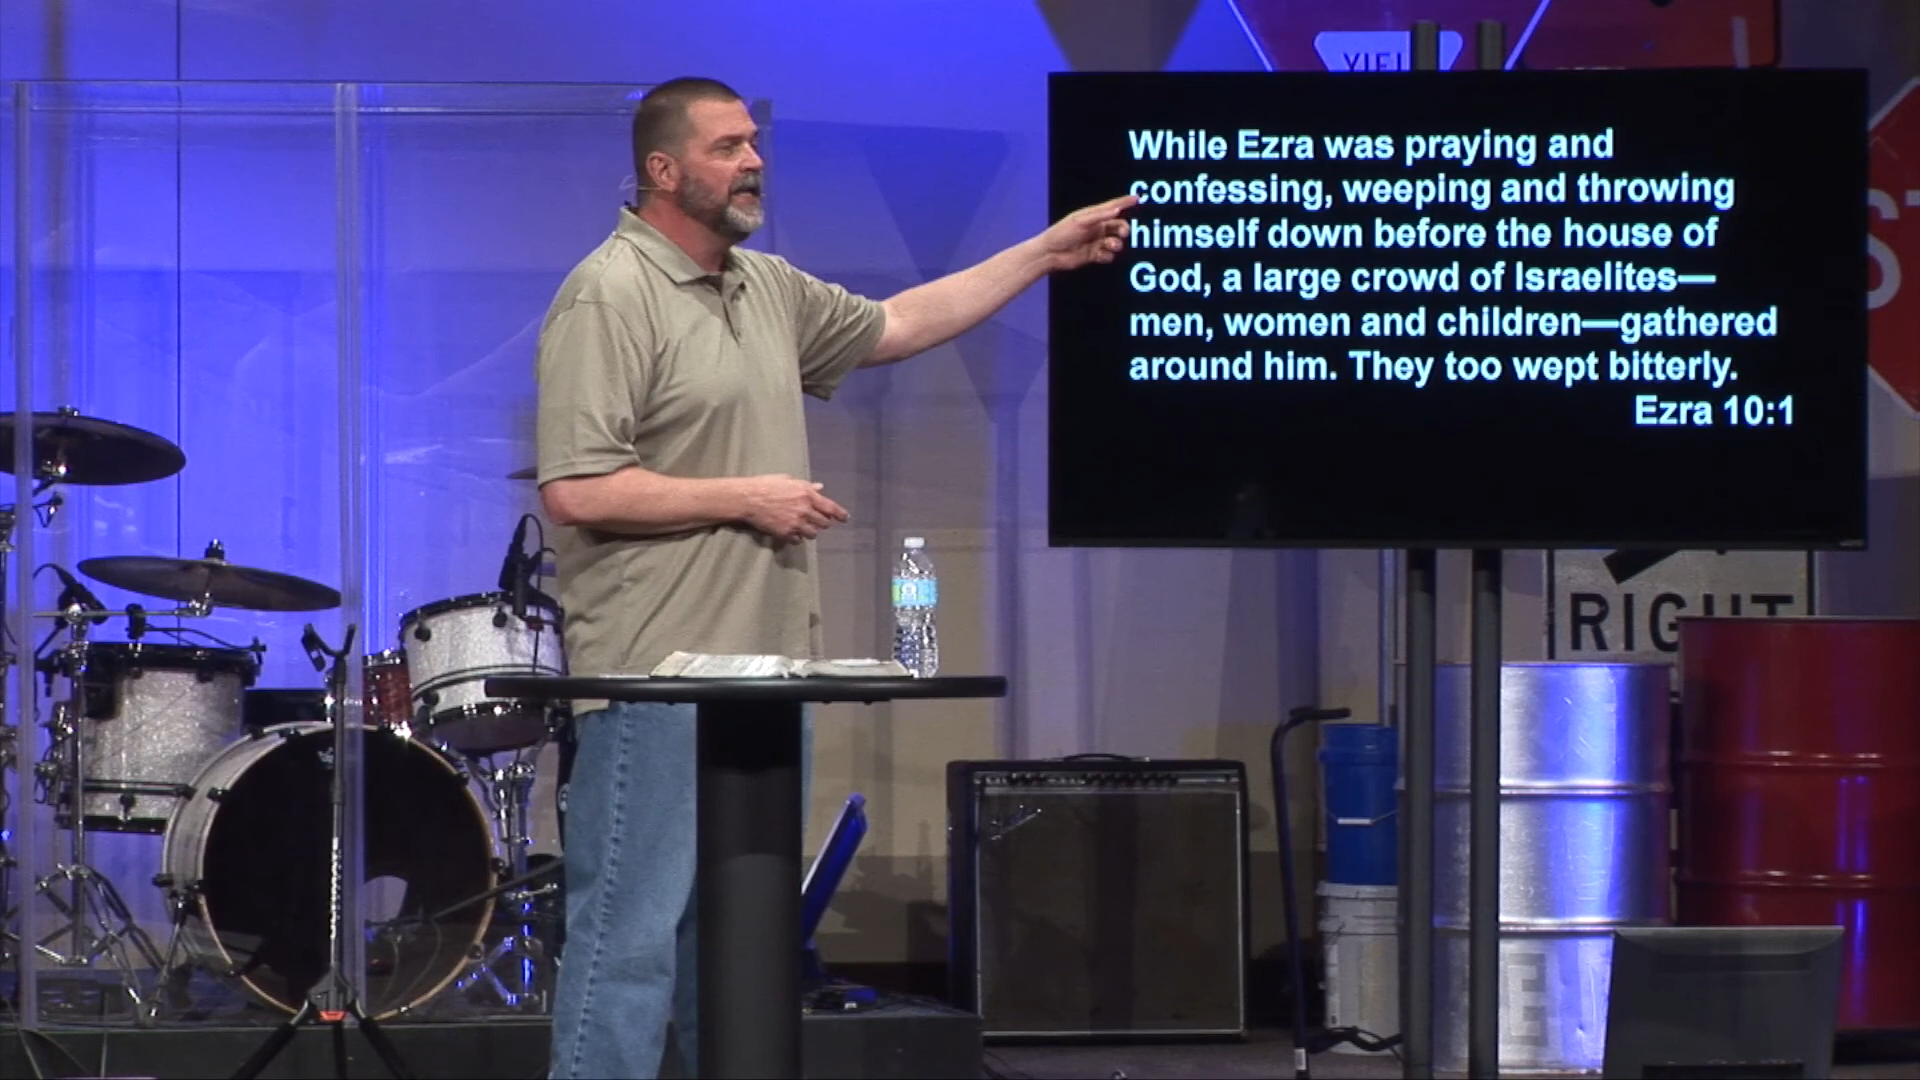 While Ezra was praying and
confessing, weeping and throwing
himself down before the house of
God, a large crowd of Israelites—
men, women and children—gathered
around him. They too wept bitterly.
Ezra 10:1
RIGHT